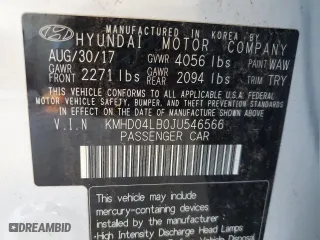 MANUFACTURED IN KOREA BY
HYUNDAI MOTOR COMPANY
AUG/30/17 GVWR 4056 lbs PAINT WAW
GAWR FRONT 2271 lbs GAWR REAR 2094 lbs TRIM TRY
This vehicle conforms to all applicable
Federal Motor Vehicle Safety, Bumper, and
Theft Prevention Standards in effect on
the date of manufacture shown above.
V.I.N KMHD04LB0JU546566
PASSENGER CAR
This vehicle may include
mercury-containing devices
installed by the manufacturer :
- High Intensity Discharge Head Lamps
DEALERSHIP.COM